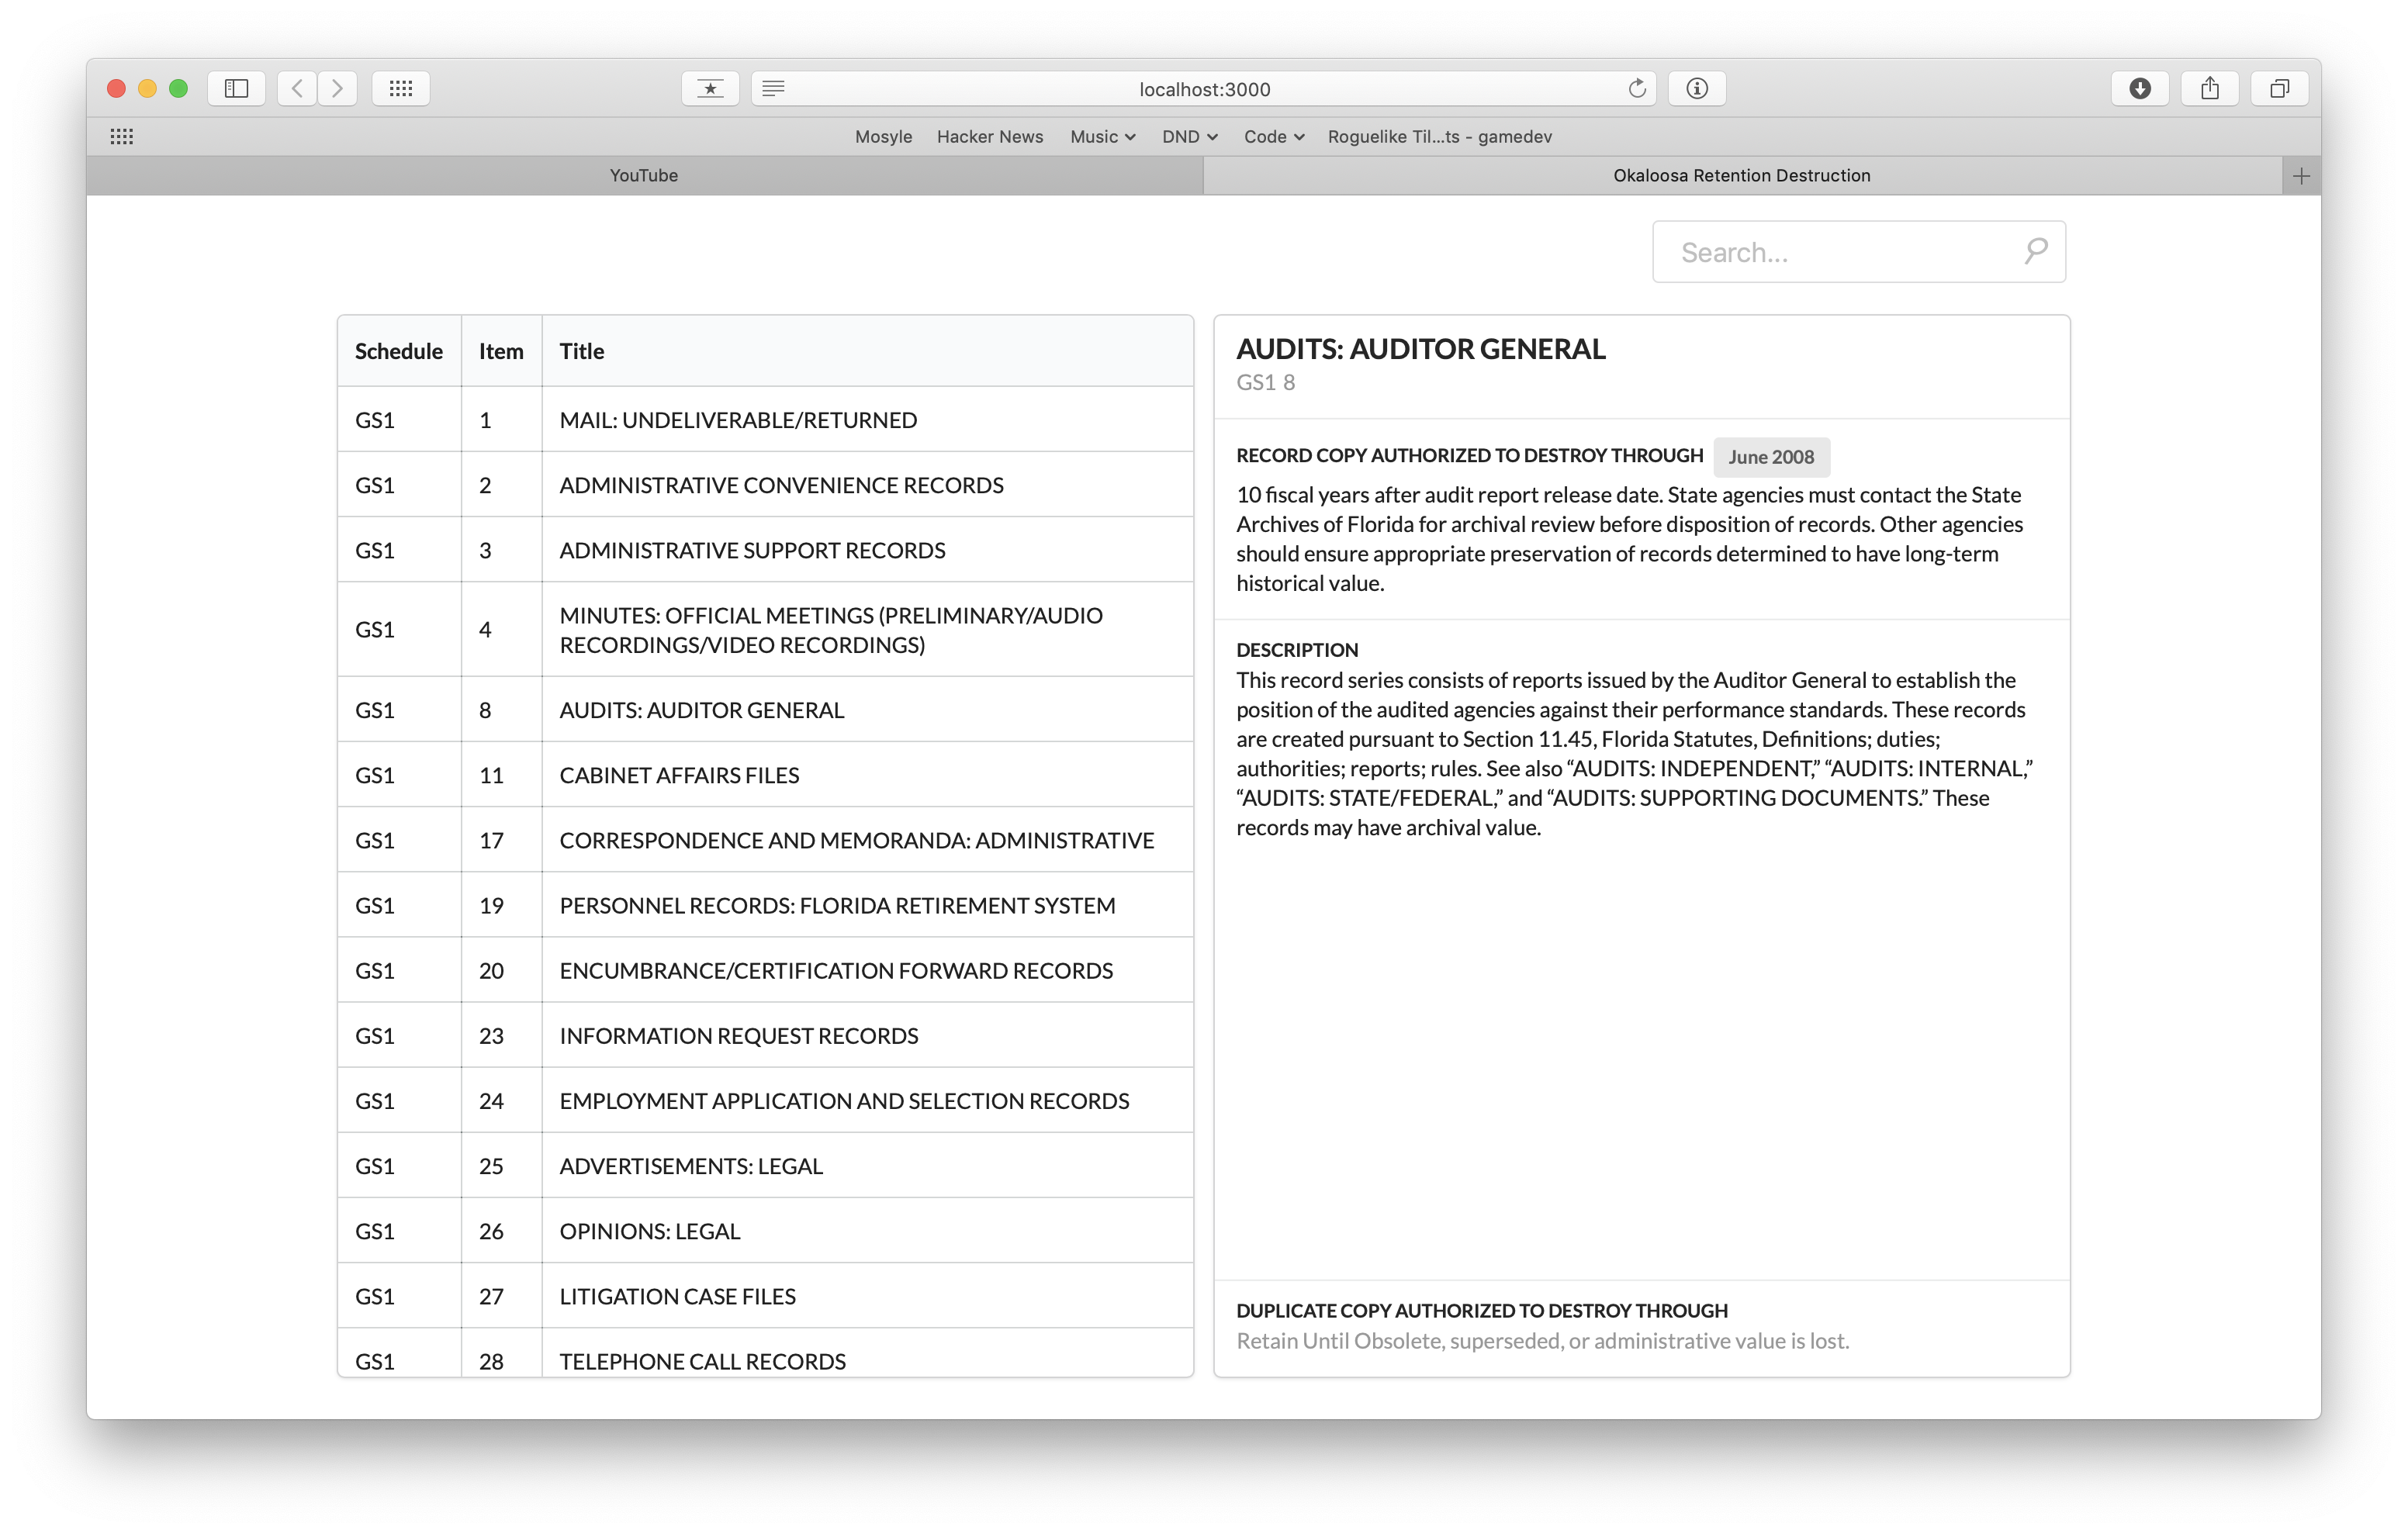 localhost:3000
Mosyle Hacker News Music DND Code Roguelike Til...ts - gamedev
YouTube Okaloosa Retention Destruction
Search...
Schedule Item Title
GS1 1 MAIL: UNDELIVERABLE/RETURNED
GS1 2 ADMINISTRATIVE CONVENIENCE RECORDS
GS1 3 ADMINISTRATIVE SUPPORT RECORDS
GS1 4 MINUTES: OFFICIAL MEETINGS (PRELIMINARY/AUDIO
RECORDINGS/VIDEO RECORDINGS)
GS1 8 AUDITS: AUDITOR GENERAL
GS1 11 CABINET AFFAIRS FILES
GS1 17 CORRESPONDENCE AND MEMORANDA: ADMINISTRATIVE
GS1 19 PERSONNEL RECORDS: FLORIDA RETIREMENT SYSTEM
GS1 20 ENCUMBRANCE/CERTIFICATION FORWARD RECORDS
GS1 23 INFORMATION REQUEST RECORDS
GS1 24 EMPLOYMENT APPLICATION AND SELECTION RECORDS
GS1 25 ADVERTISEMENTS: LEGAL
GS1 26 OPINIONS: LEGAL
GS1 27 LITIGATION CASE FILES
GS1 28 TELEPHONE CALL RECORDS
AUDITS: AUDITOR GENERAL
GS1 8
RECORD COPY AUTHORIZED TO DESTROY THROUGH June 2008
10 fiscal years after audit report release date. State agencies must contact the State
Archives of Florida for archival review before disposition of records. Other agencies
should ensure appropriate preservation of records determined to have long-term
historical value.
DESCRIPTION
This record series consists of reports issued by the Auditor General to establish the
position of the audited agencies against their performance standards. These records
are created pursuant to Section 11.45, Florida Statutes, Definitions; duties;
authorities; reports; rules. See also “AUDITS: INDEPENDENT,” “AUDITS: INTERNAL,”
“AUDITS: STATE/FEDERAL,” and “AUDITS: SUPPORTING DOCUMENTS.” These
records may have archival value.
DUPLICATE COPY AUTHORIZED TO DESTROY THROUGH
Retain Until Obsolete, superseded, or administrative value is lost.